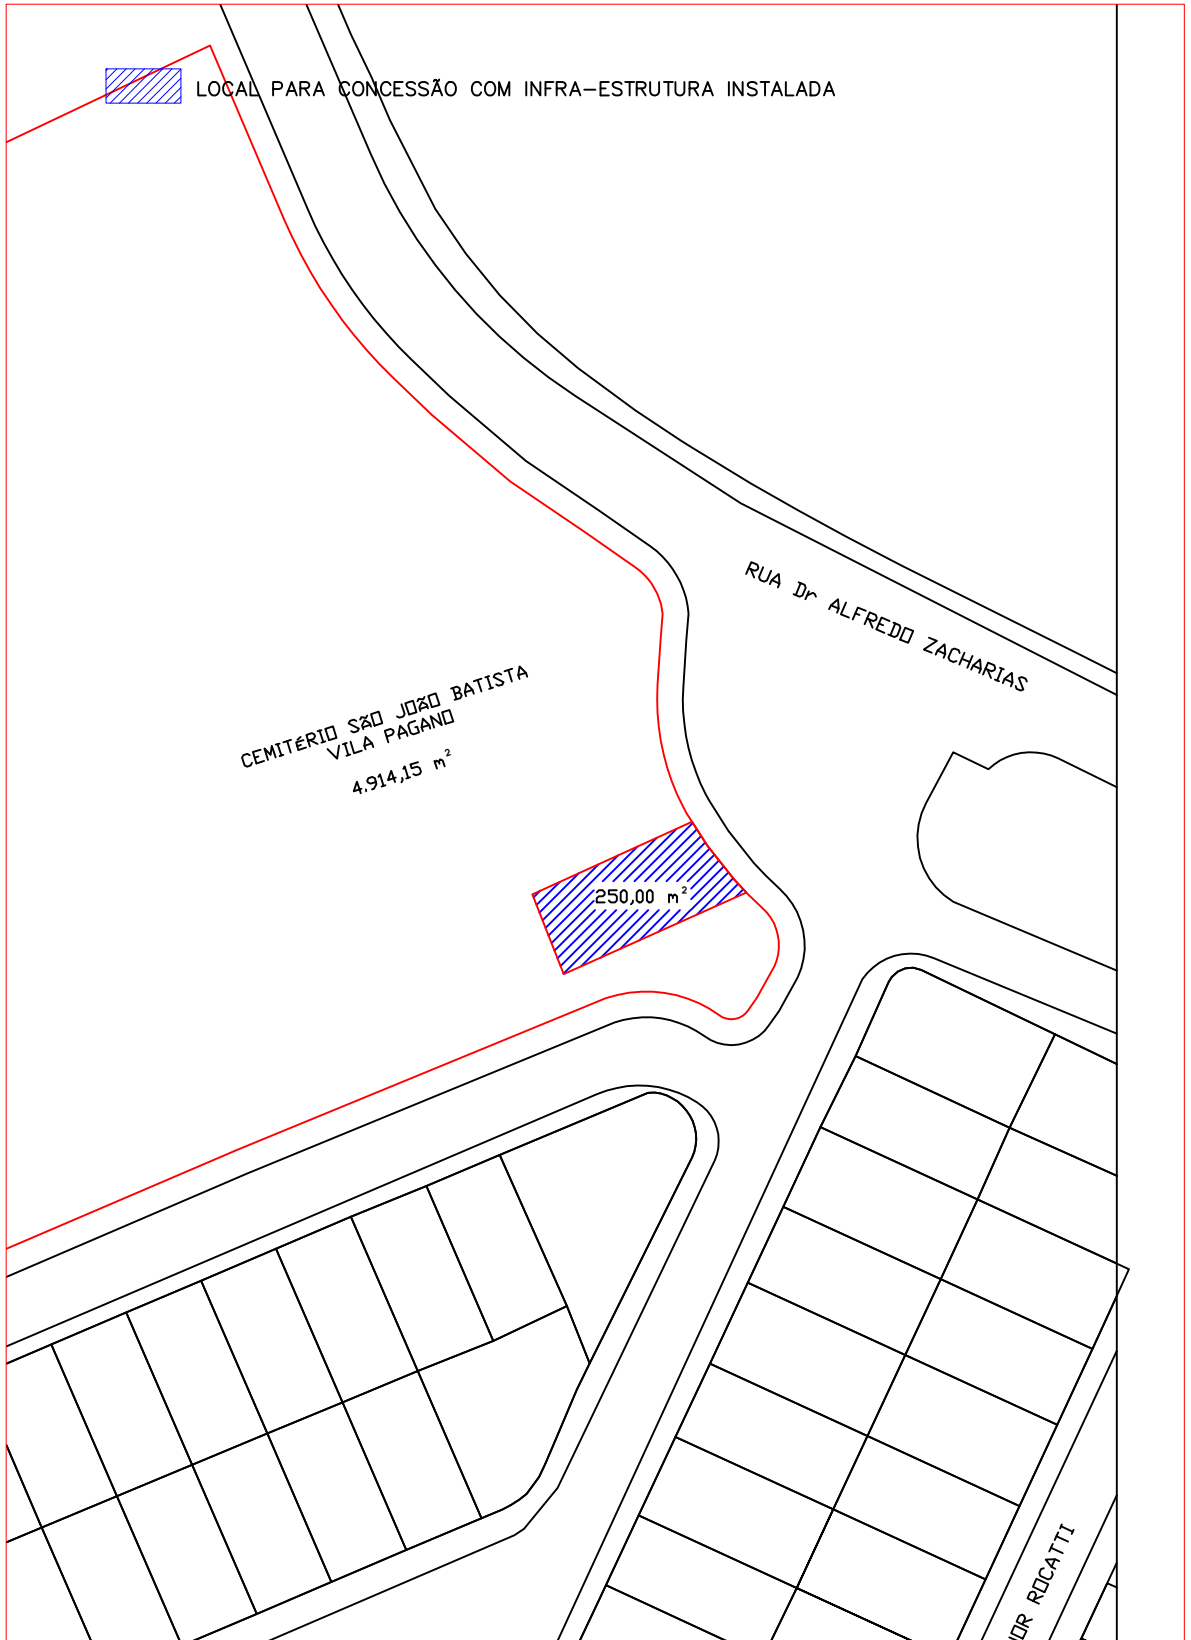 LOCAL PARA CONCESSÃO COM INFRA-ESTRUTURA INSTALADA
RUA Dr ALFREDO ZACHARIAS
CEMITÉRIO SÃO JOÃO BATISTA
VILA PAGANO
4.914,15 m²
250,00 m²
ROCATTI